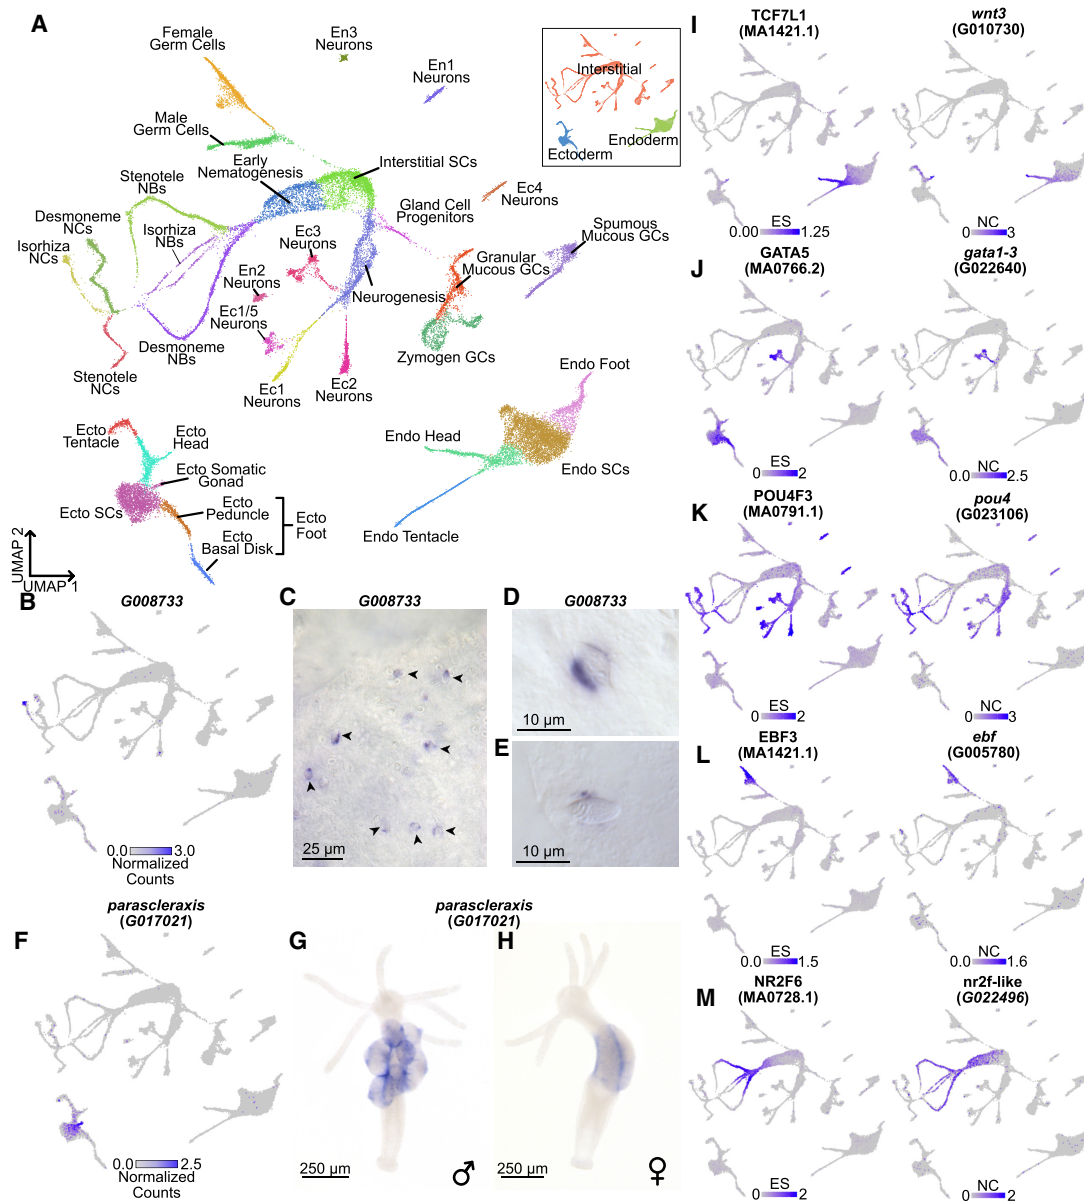 A
Female
Germ Cells
En3
Neurons
En1
Neurons
Interstitial
Endoderm
Ectoderm
Male
Germ Cells
Early
Nematogenesis
Interstitial SCs
Stenotele
NBs
Gland Cell
Progenitors
Ec4
Neurons
Desmoneme
NCs
Isorhiza
NBs
Ec3
Neurons
Spumous
Mucous GCs
Isorhiza
NCs
En2
Neurons
Granular
Mucous GCs
Neurogenesis
Ec1/5
Neurons
Desmoneme
NBs
Zymogen GCs
Stenotele
NCs
Ec1
Neurons
Ec2
Neurons
Endo Foot
Ecto
Tentacle
Ecto
Head
Endo Head
Ecto Somatic
Gonad
Endo SCs
Ecto SCs
Ecto
Peduncle
Ecto
Foot
Ecto
Basal Disk
Endo Tentacle
UMAP 2
UMAP 1
B
G008733
0.0
3.0
Normalized
Counts
C
G008733
25 µm
D
G008733
10 µm
E
10 µm
F
parascleraxis
(G017021)
0.0
2.5
Normalized
Counts
parascleraxis
(G017021)
G
250 µm
♂
H
250 µm
♀
I
TCF7L1
(MA1421.1)
wnt3
(G010730)
ES
0.00
1.25
NC
0
3
J
GATA5
(MA0766.2)
gata1-3
(G022640)
ES
0
2
NC
0.0
2.5
K
POU4F3
(MA0791.1)
pou4
(G023106)
ES
0
2
NC
0
3
L
EBF3
(MA1421.1)
ebf
(G005780)
ES
0.0
1.5
NC
0.0
1.6
M
NR2F6
(MA0728.1)
nr2f-like
(G022496)
ES
0
2
NC
0
2